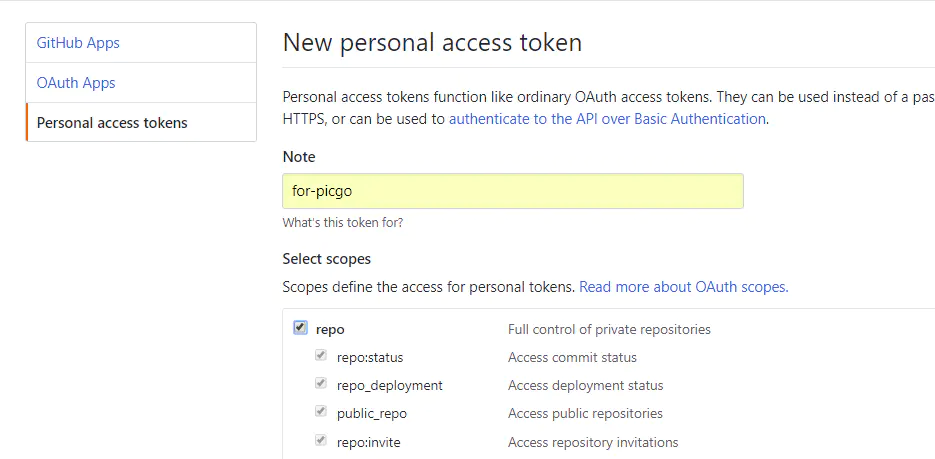 GitHub Apps
OAuth Apps
Personal access tokens
New personal access token
Personal access tokens function like ordinary OAuth access tokens. They can be used instead of a pas
HTTPS, or can be used to authenticate to the API over Basic Authentication.
Note
for-picgo
What's this token for?
Select scopes
Scopes define the access for personal tokens. Read more about OAuth scopes.
repo Full control of private repositories
repo:status Access commit status
repo_deployment Access deployment status
public_repo Access public repositories
repo:invite Access repository invitations